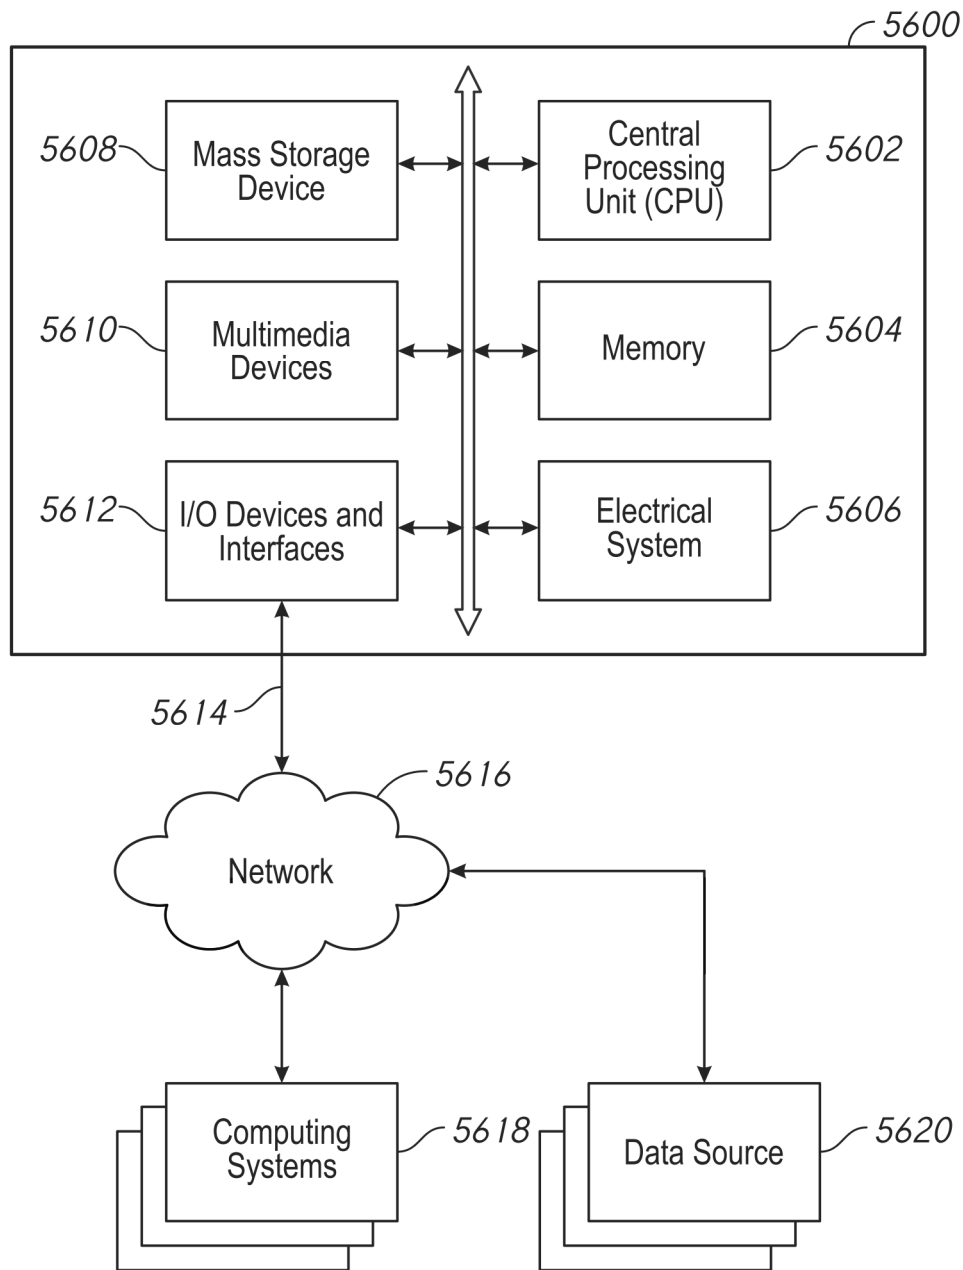 5600
5608
Mass Storage
Device
Central
Processing
Unit (CPU)
5602
5610
Multimedia
Devices
Memory
5604
5612
I/O Devices and
Interfaces
Electrical
System
5606
5614
5616
Network
Computing
Systems
5618
Data Source
5620